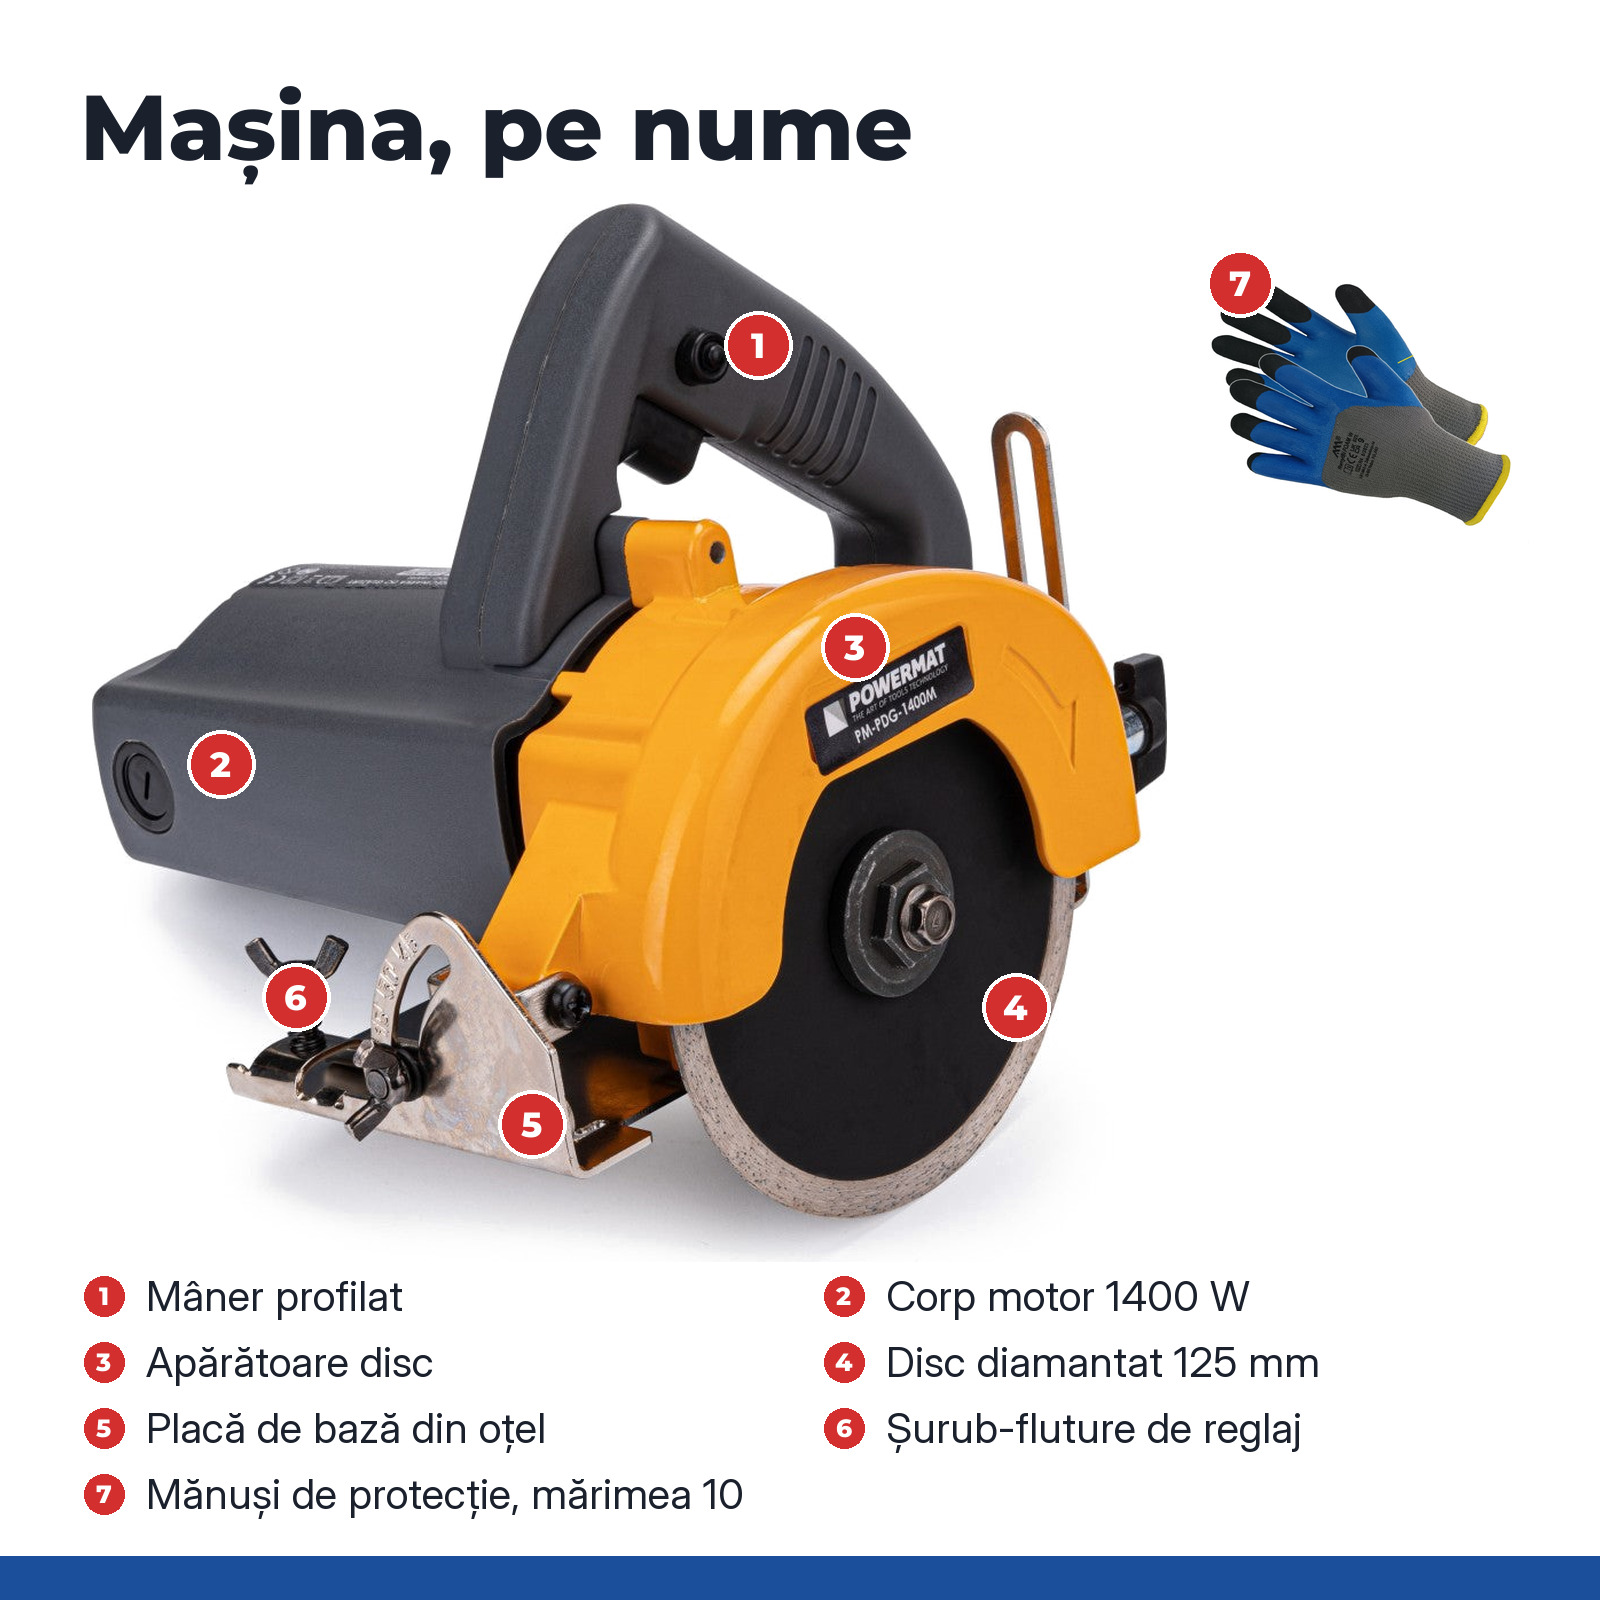 Mașina, pe nume
7
1
3
POWERMAT
THE ART OF TOOLS TECHNOLOGY
PM-PDG-1400M
2
6
4
5
1 Mâner profilat
2 Corp motor 1400 W
3 Apărătoare disc
4 Disc diamantat 125 mm
5 Placă de bază din oțel
6 Șurub-fluture de reglaj
7 Mănuși de protecție, mărimea 10